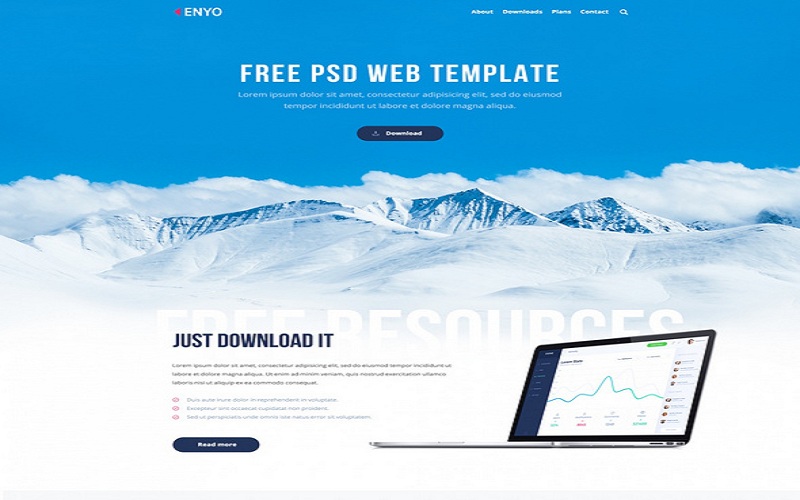 ENYO
About Downloads Plans Contact
FREE PSD WEB TEMPLATE
Lorem ipsum dolor sit amet, consectetur adipisicing elit, sed do eiusmod
tempor incididunt ut labore et dolore magna aliqua.
Download
FREE RESOURCES
JUST DOWNLOAD IT
Lorem ipsum dolor sit amet, consectetur adipisicing elit, sed do eiusmod tempor
incididunt ut labore et dolore magna aliqua. Ut enim ad minim veniam, quis nostrud exercitation ullamco
laboris nisi ut aliquip ex ea commodo consequat.
Duis aute irure dolor in reprehenderit in voluptate.
Excepteur sint occaecat cupidatat non proident.
Sed ut perspiciatis unde omnis iste natus error sit voluptatem.
Read more